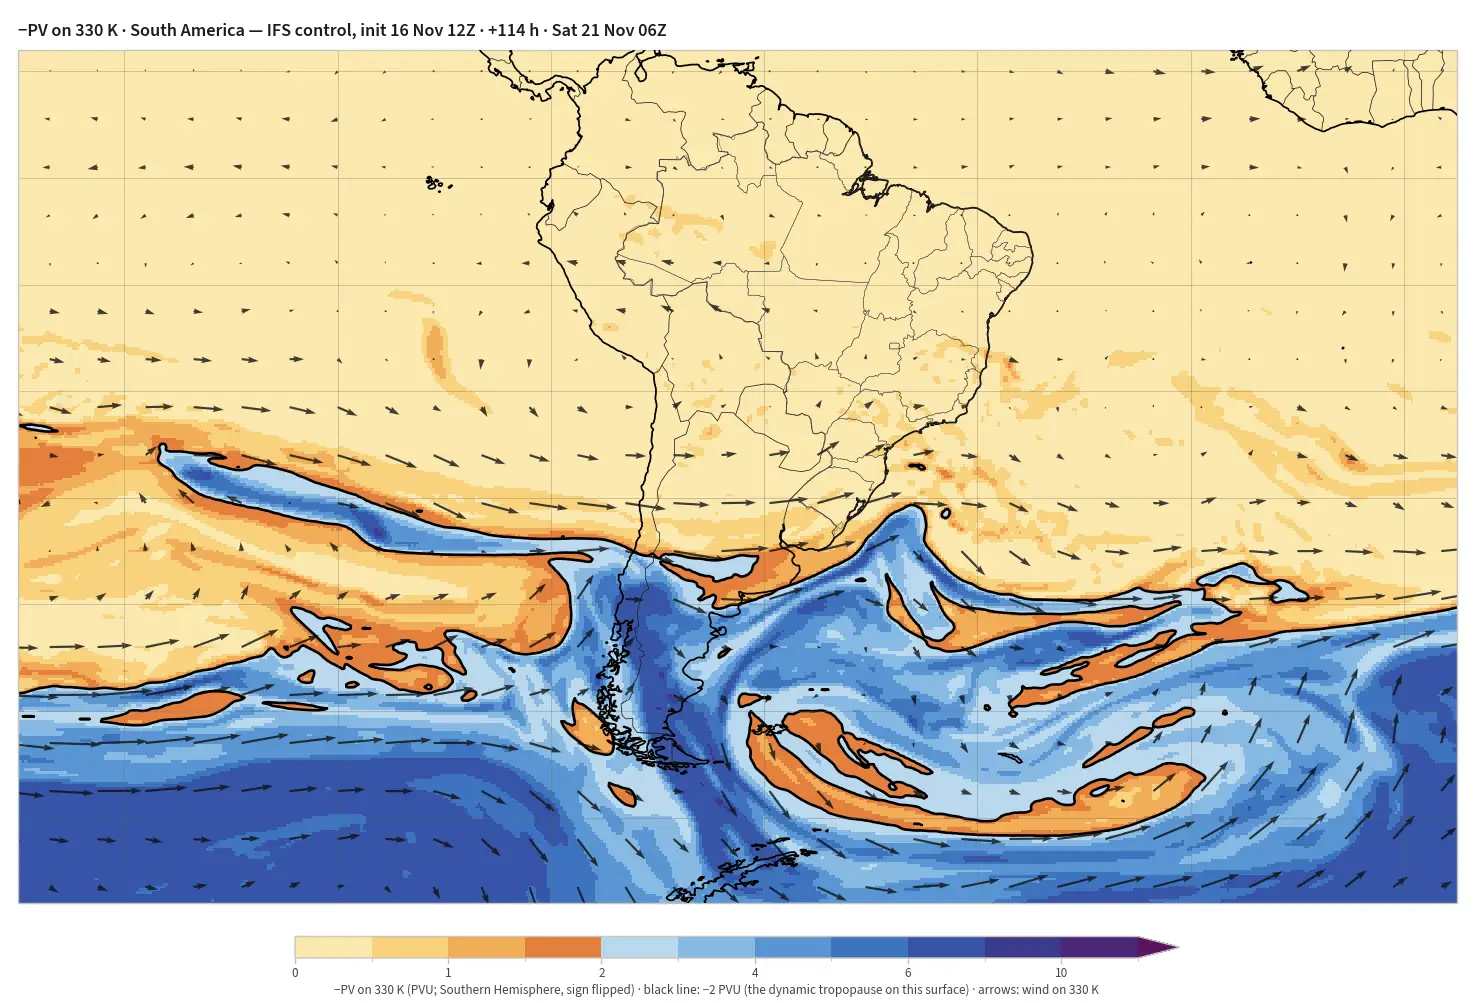 −PV on 330 K · South America — IFS control, init 16 Nov 12Z · +114 h · Sat 21 Nov 06Z
0 1 2 4 6 10
−PV on 330 K (PVU; Southern Hemisphere, sign flipped) · black line: −2 PVU (the dynamic tropopause on this surface) · arrows: wind on 330 K